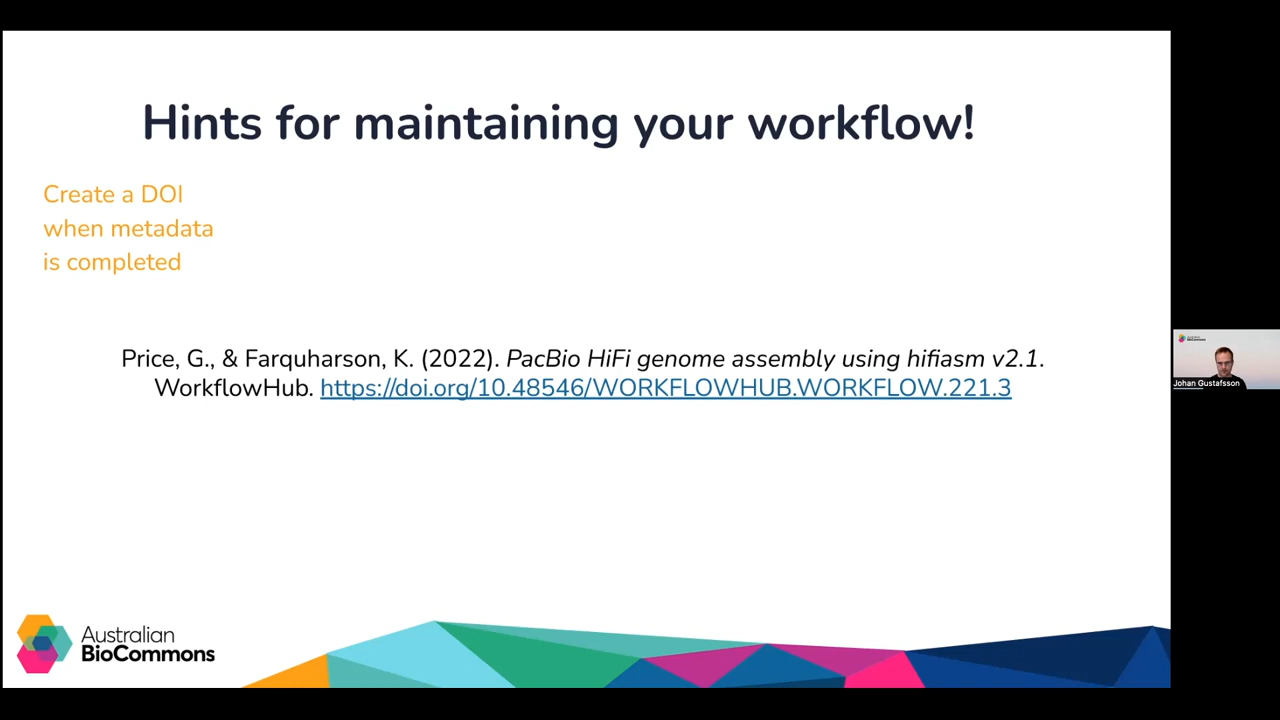 Hints for maintaining your workflow!
Create a DOI
when metadata
is completed
Price, G., & Farquharson, K. (2022). PacBio HiFi genome assembly using hifiasm v2.1.
WorkflowHub. https://doi.org/10.48546/WORKFLOWHUB.WORKFLOW.221.3
Johan Gustafsson
Australian
BioCommons